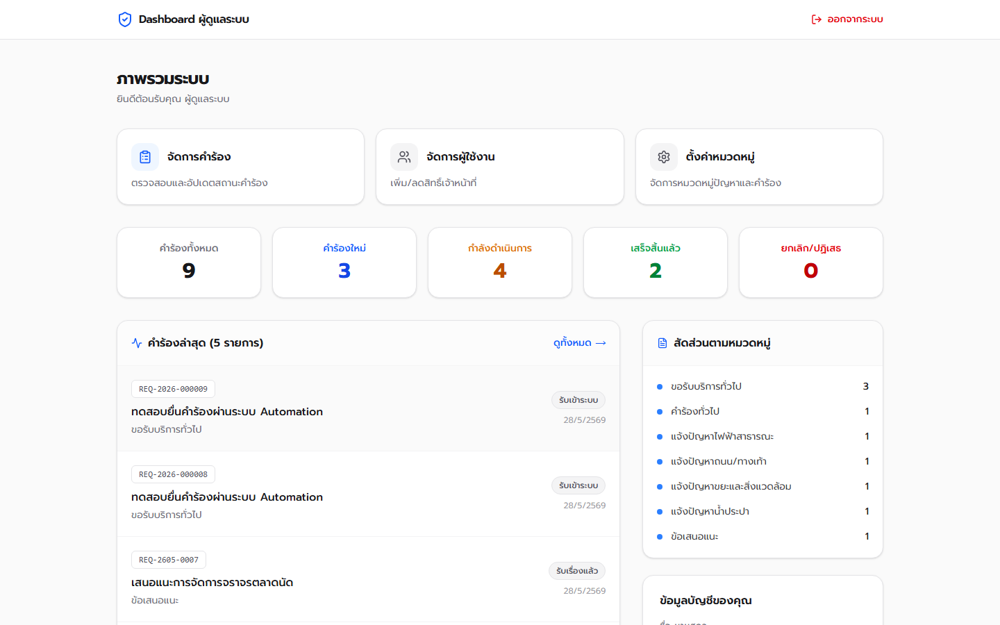 Dashboard ผู้ดูแลระบบ
ออกจากระบบ
ภาพรวมระบบ
ยินดีต้อนรับคุณ ผู้ดูแลระบบ
จัดการคำร้อง
ตรวจสอบและอัปเดตสถานะคำร้อง
จัดการผู้ใช้งาน
เพิ่ม/ลดสิทธิ์เจ้าหน้าที่
ตั้งค่าหมวดหมู่
จัดการหมวดหมู่ปัญหาและคำร้อง
คำร้องทั้งหมด
9
คำร้องใหม่
3
กำลังดำเนินการ
4
เสร็จสิ้นแล้ว
2
ยกเลิก/ปฏิเสธ
0
คำร้องล่าสุด (5 รายการ)
ดูทั้งหมด →
REQ-2026-000009
ทดสอบยื่นคำร้องผ่านระบบ Automation
ขอรับบริการทั่วไป
รับเข้าระบบ
28/5/2569
REQ-2026-000008
ทดสอบยื่นคำร้องผ่านระบบ Automation
ขอรับบริการทั่วไป
รับเข้าระบบ
28/5/2569
REQ-2605-0007
เสนอแนะการจัดการจราจรตลาดนัด
ข้อเสนอแนะ
รับเรื่องแล้ว
28/5/2569
สัดส่วนตามหมวดหมู่
ขอรับบริการทั่วไป 3
คำร้องทั่วไป 1
แจ้งปัญหาไฟฟ้าสาธารณะ 1
แจ้งปัญหาถนน/ทางเท้า 1
แจ้งปัญหาขยะและสิ่งแวดล้อม 1
แจ้งปัญหาน้ำประปา 1
ข้อเสนอแนะ 1
ข้อมูลบัญชีของคุณ